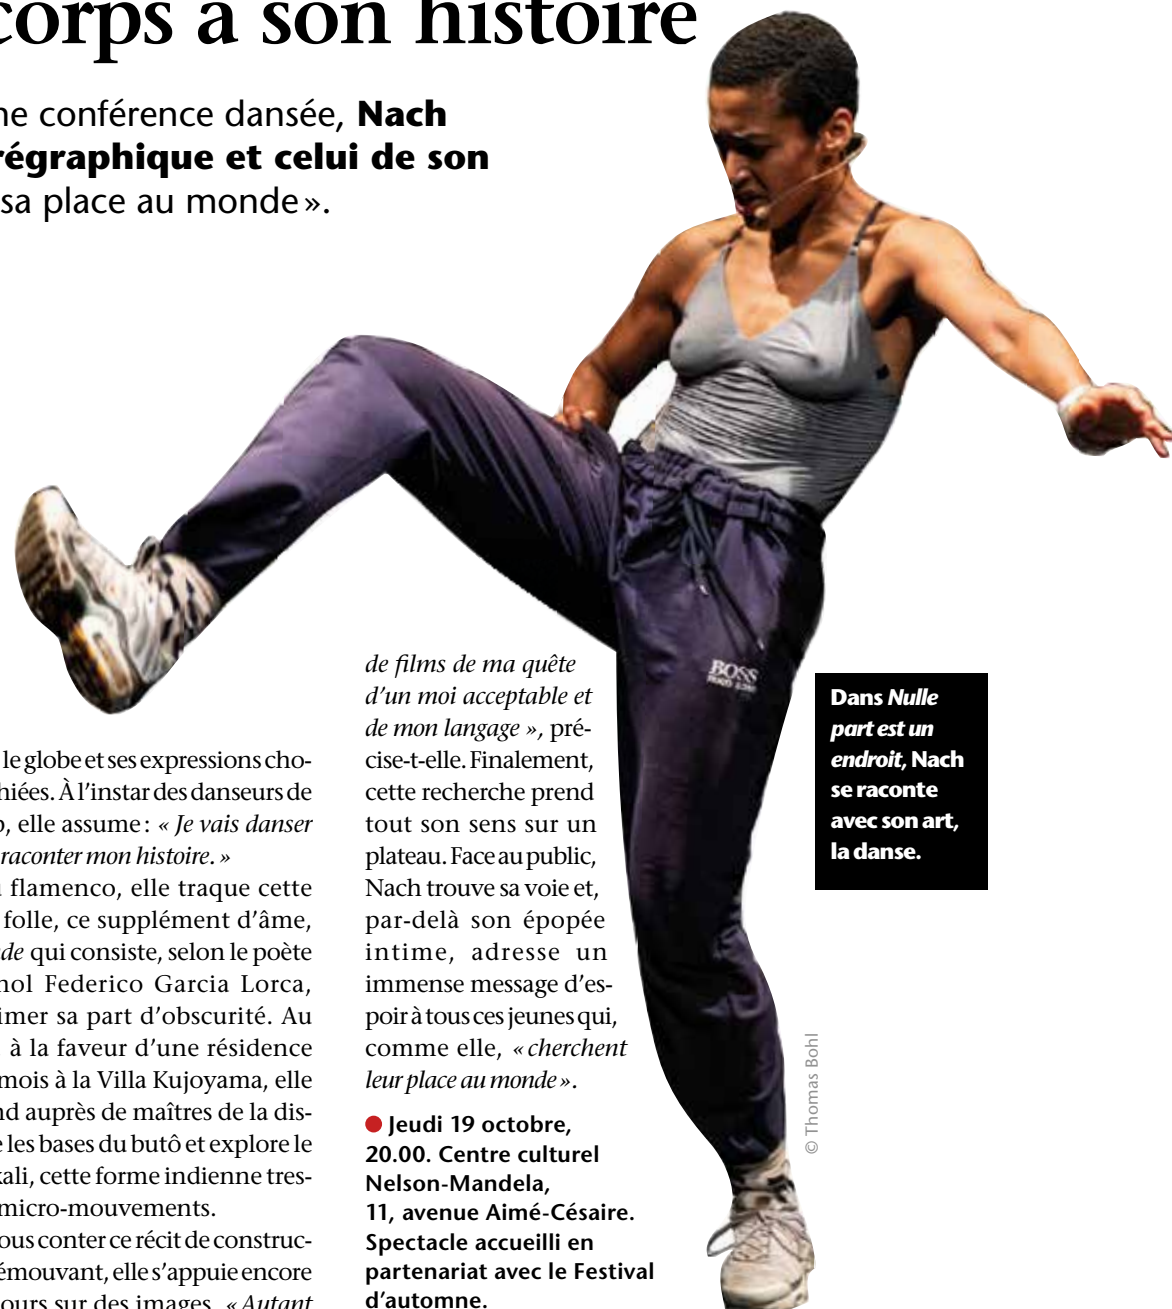 corps à son histoire
ne conférence dansée, Nach
régraphique et celui de son
sa place au monde ».
le globe et ses expressions cho-
hiées. À l'instar des danseurs de
, elle assume : « Je vais danser
raconter mon histoire. »
flamenco, elle traque cette
folle, ce supplément d'âme,
de qui consiste, selon le poète
nol Federico Garcia Lorca,
imer sa part d'obscurité. Au
à la faveur d'une résidence
mois à la Villa Kujoyama, elle
nd auprès de maîtres de la dis-
e les bases du butô et explore le
kali, cette forme indienne tres-
micro-mouvements.
ous conter ce récit de construc-
émouvant, elle s'appuie encore
ours sur des images. « Autant
de films de ma quête
d'un moi acceptable et
de mon langage », pré-
cise-t-elle. Finalement,
cette recherche prend
tout son sens sur un
plateau. Face au public,
Nach trouve sa voie et,
par-delà son épopée
intime, adresse un
immense message d'es-
poir à tous ces jeunes qui,
comme elle, « cherchent
leur place au monde ».
Jeudi 19 octobre,
20.00. Centre culturel
Nelson-Mandela,
11, avenue Aimé-Césaire.
Spectacle accueilli en
partenariat avec le Festival
d'automne.
BOSS
HUGO BOSS
Dans Nulle
part est un
endroit, Nach
se raconte
avec son art,
la danse.
© Thomas Bohl